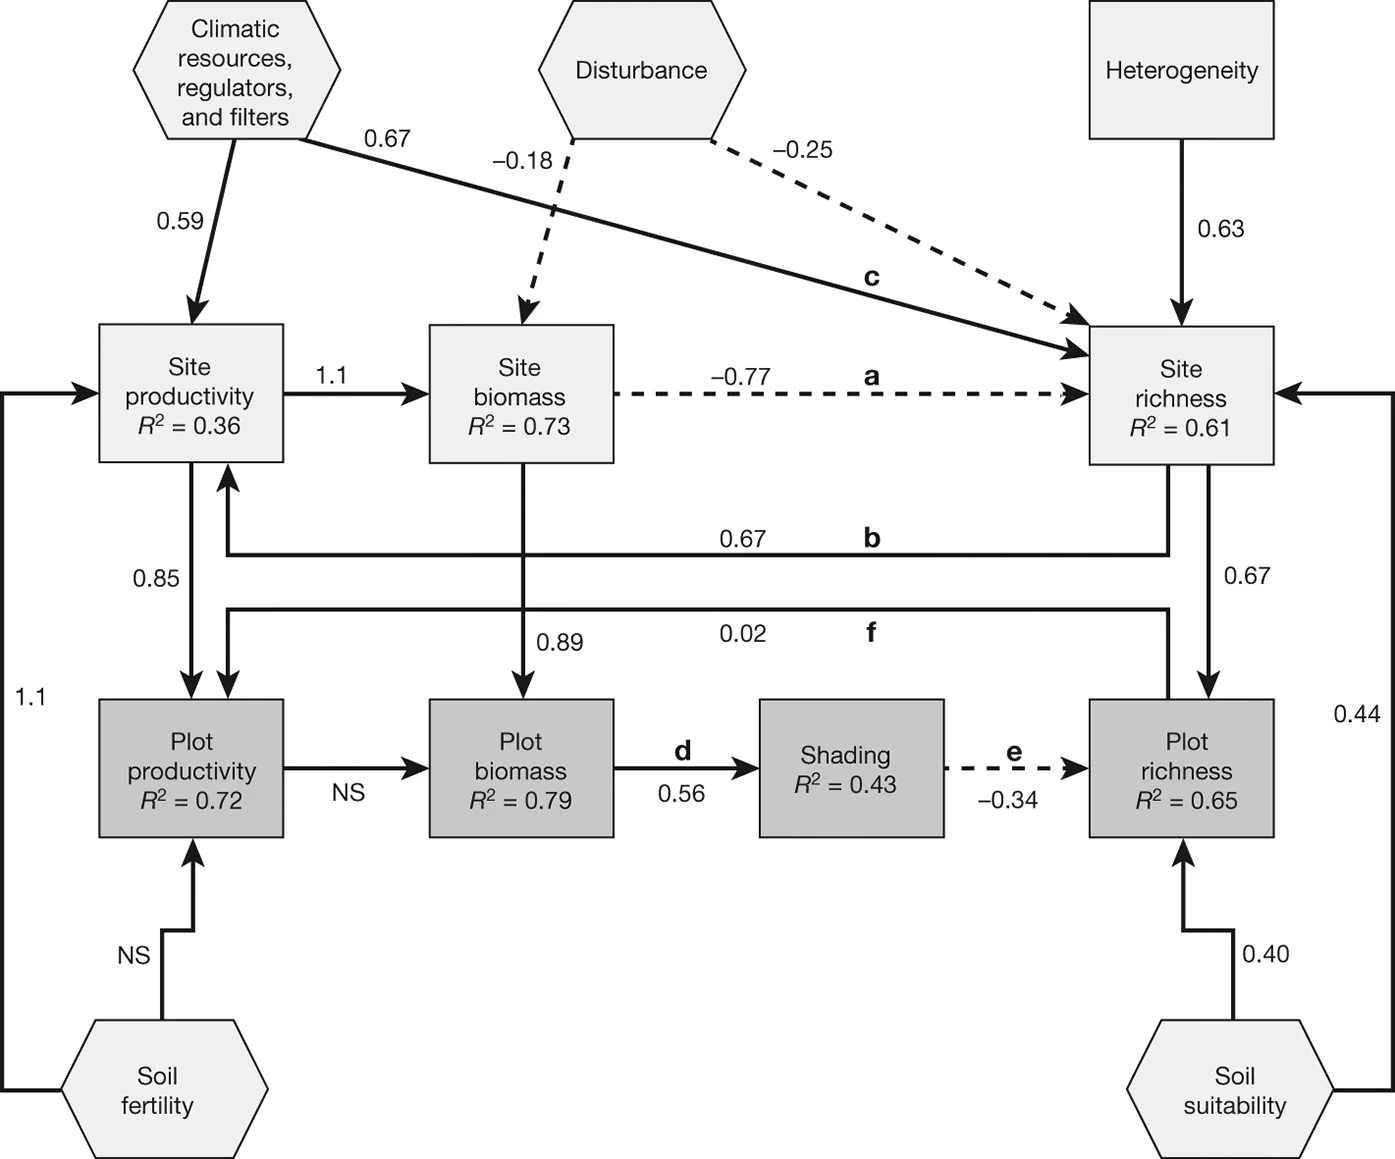 Climatic
resources,
regulators,
and filters
Disturbance
Heterogeneity
0.67
–0.18
–0.25
0.59
0.63
c
Site
productivity
R² = 0.36
1.1
Site
biomass
R² = 0.73
–0.77
a
Site
richness
R² = 0.61
0.67
b
0.85
0.67
0.02
f
0.89
1.1
0.44
Plot
productivity
R² = 0.72
NS
Plot
biomass
R² = 0.79
d
0.56
Shading
R² = 0.43
e
–0.34
Plot
richness
R² = 0.65
NS
0.40
Soil
fertility
Soil
suitability